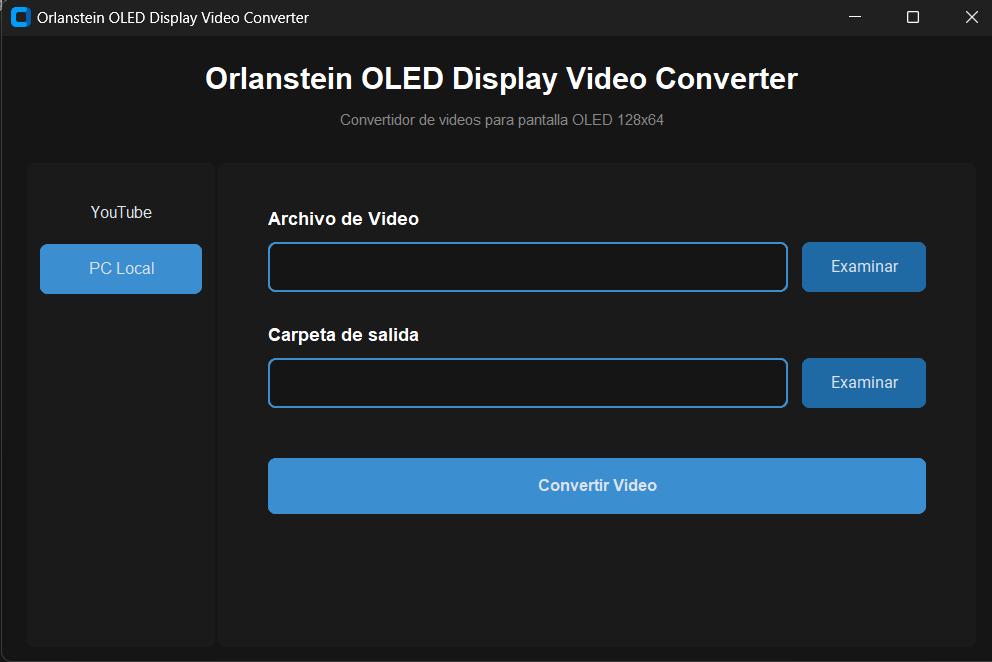 Orlanstein OLED Display Video Converter
Orlanstein OLED Display Video Converter
Convertidor de videos para pantalla OLED 128x64
YouTube
PC Local
Archivo de Video
Examinar
Carpeta de salida
Examinar
Convertir Video